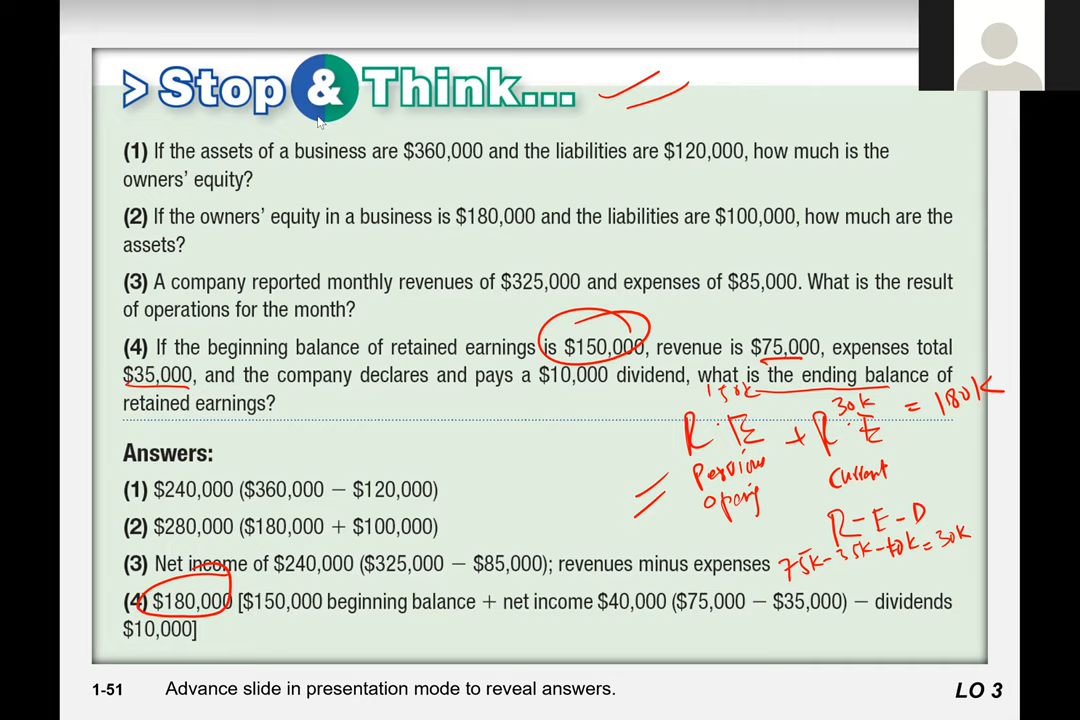 > Stop & Think...
(1) If the assets of a business are $360,000 and the liabilities are $120,000, how much is the
owners' equity?
(2) If the owners' equity in a business is $180,000 and the liabilities are $100,000, how much are the
assets?
(3) A company reported monthly revenues of $325,000 and expenses of $85,000. What is the result
of operations for the month?
(4) If the beginning balance of retained earnings is $150,000, revenue is $75,000, expenses total
$35,000, and the company declares and pays a $10,000 dividend, what is the ending balance of
retained earnings?
150k 30k
R.E + R.E = 180K
Current
Answers:
(1) $240,000 ($360,000 − $120,000)
(2) $280,000 ($180,000 + $100,000)
R-E-D
(3) Net income of $240,000 ($325,000 − $85,000); revenues minus expenses
75k-35k-10k=30k
(4) $180,000 [$150,000 beginning balance + net income $40,000 ($75,000 − $35,000) − dividends
$10,000]
1-51 Advance slide in presentation mode to reveal answers. LO 3